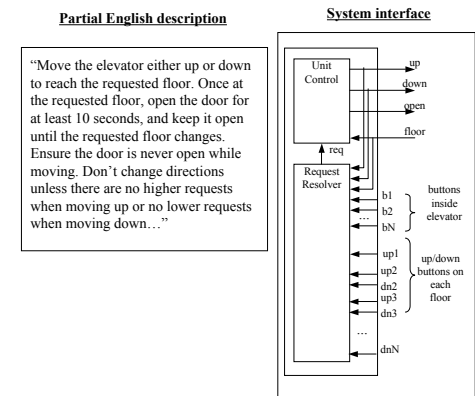 Partial English description
“Move the elevator either up or down
to reach the requested floor. Once at
the requested floor, open the door for
at least 10 seconds, and keep it open
until the requested floor changes.
Ensure the door is never open while
moving. Don’t change directions
unless there are no higher requests
when moving up or no lower requests
when moving down…”
System interface
Unit
Control
up
down
open
floor
req
Request
Resolver
b1
b2
...
bN
buttons
inside
elevator
up1
up2
dn2
up3
dn3
...
dnN
up/down
buttons on
each
floor